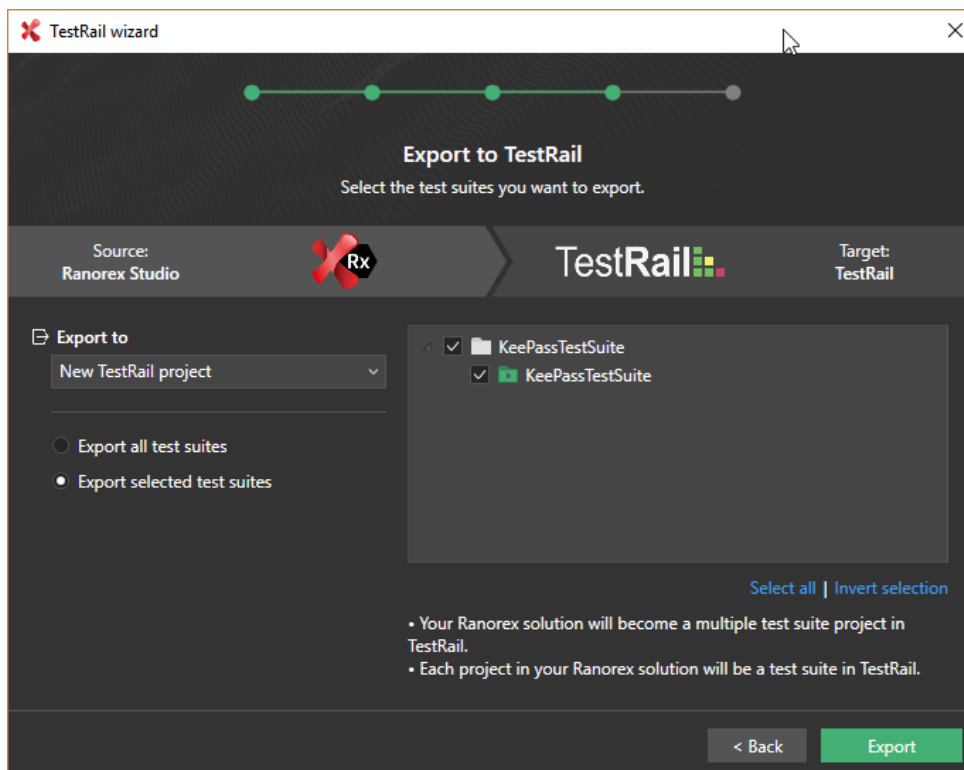 TestRail wizard
Export to TestRail
Select the test suites you want to export.
Source:
Ranorex Studio
Rx
TestRail
Target:
TestRail
Export to
New TestRail project
Export all test suites
Export selected test suites
KeePassTestSuite
KeePassTestSuite
Select all | Invert selection
• Your Ranorex solution will become a multiple test suite project in
TestRail.
• Each project in your Ranorex solution will be a test suite in TestRail.
< Back
Export